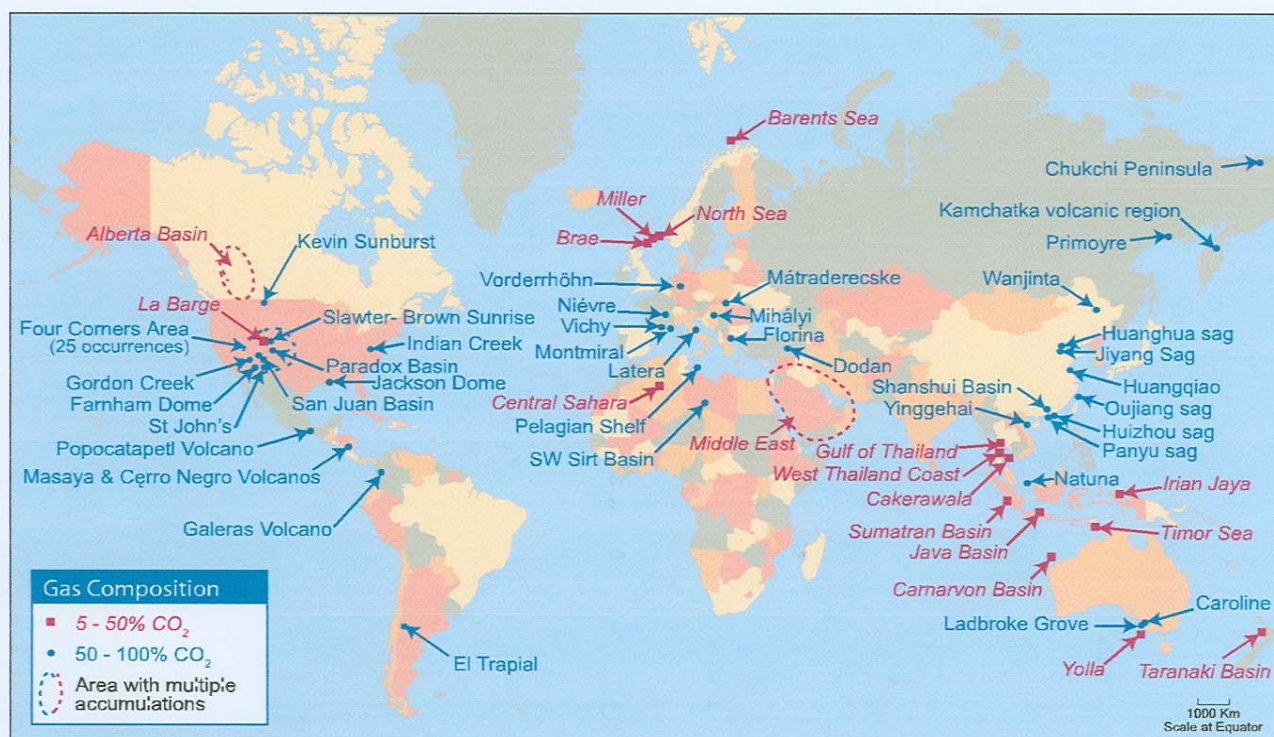 Barents Sea
Chukchi Peninsula
Miller
North Sea
Kamchatka volcanic region
Alberta Basin
Kevin Sunburst
Brae
Primoyre
Vorderrhöhn
Mátraderecske
Wanjinta
La Barge
Niévre
Mihályi
Four Corners Area
(25 occurrences)
Slawter- Brown Sunrise
Vichy
Florina
Huanghua sag
Indian Creek
Montmiral
Jiyang Sag
Paradox Basin
Latera
Dodan
Gordon Creek
Jackson Dome
Shanshui Basin
Huangqiao
Farnham Dome
San Juan Basin
Central Sahara
Yinggehai
Oujiang sag
St John's
Pelagian Shelf
Huizhou sag
Popocatapetl Volcano
Middle East
Gulf of Thailand
Panyu sag
SW Sirt Basin
West Thailand Coast
Masaya & Cęrro Negro Volcanos
Cakerawala
Natuna
Irian Jaya
Galeras Volcano
Sumatran Basin
Timor Sea
Java Basin
Carnarvon Basin
Gas Composition
5 - 50% CO₂
50 - 100% CO₂
Area with multiple
accumulations
Caroline
Ladbroke Grove
El Trapial
Yolla
Taranaki Basin
1000 Km
Scale at Equator